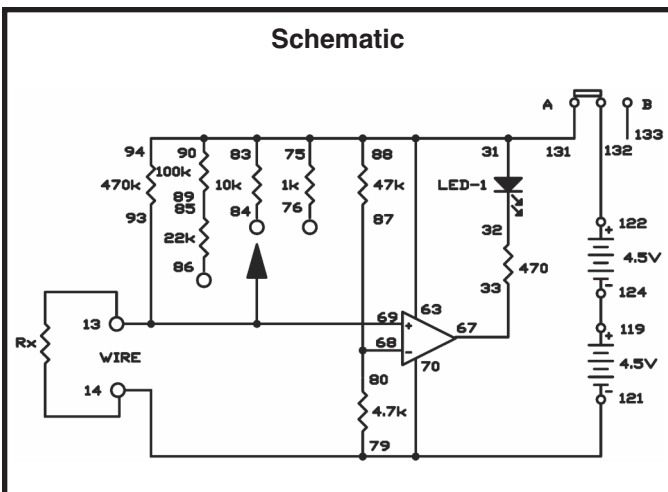 Schematic
A B
133
94 90 83 75 88 31 131 132
470k 100k 10k 1k 47k LED-1
89
93 85 84 76 87
22k 32 122
+
4.5V
86 470 -
33 124
63
13 69 + 67 119
Rx 68 - +
WIRE 70 4.5V
14 80 -
4.7k 121
79